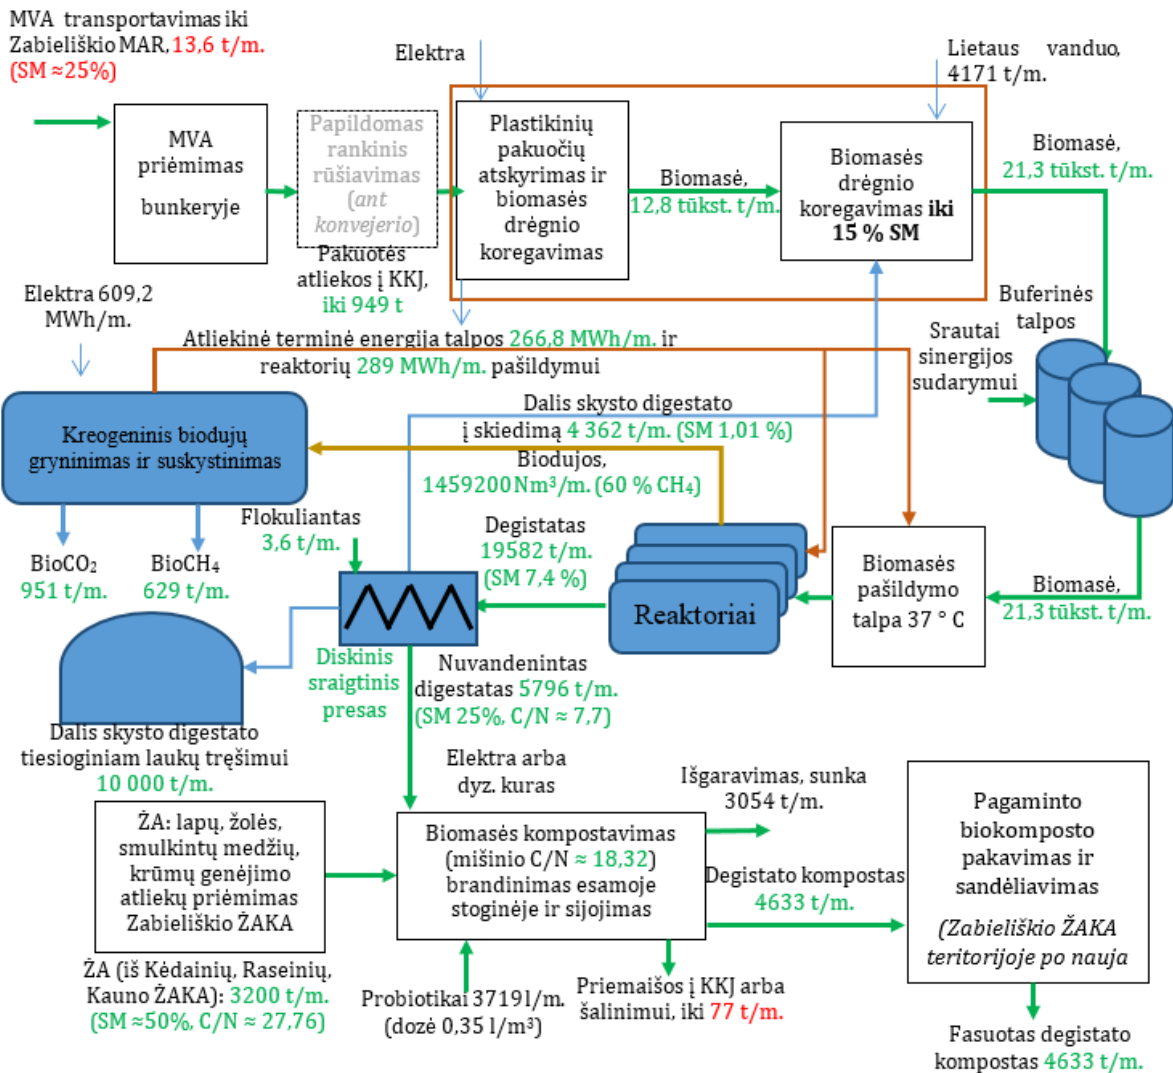 MVA transportavimas iki
Zabieliškio MAR, 13,6 t/m.
(SM ≈25%)
Elektra
Lietaus vanduo,
4171 t/m.
MVA
priėmimas
bunkeryje
Papildomas
rankinis
rūšiavimas
(ant
konvejerio)
Plastikinių
pakuočių
atskyrimas ir
biomasės
drėgnio
koregavimas
Biomasė,
12,8 tūkst. t/m.
Biomasės
drėgnio
koregavimas iki
15 % SM
Biomasė,
21,3 tūkst. t/m.
Pakuotės
atliekos į KKJ,
iki 949 t
Elektra 609,2
MWh/m.
Buferinės
talpos
Srautai
sinergijos
sudarymui
Atliekinė terminė energija talpos 266,8 MWh/m. ir
reaktorių 289 MWh/m. pašildymui
Kreogeninis biodujų
gryninimas ir suskystinimas
Dalis skysto digestato
į skiedimą 4 362 t/m. (SM 1,01 %)
Biodujos,
1459200 Nm³/m. (60 % CH₄)
Flokuliantas
3,6 t/m.
Degistatas
19582 t/m.
(SM 7,4 %)
BioCO₂
951 t/m.
BioCH₄
629 t/m.
Reaktoriai
Biomasės
pašildymo
talpa 37 ° C
Biomasė,
21,3 tūkst. t/m.
Diskinis
sraigtinis
presas
Nuvandenintas
digestatas 5796 t/m.
(SM 25%, C/N ≈ 7,7)
Dalis skysto digestato
tiesioginiam laukų tręšimui
10 000 t/m.
Elektra arba
dyz. kuras
Išgaravimas, sunka
3054 t/m.
ŽA: lapų, žolės,
smulkintų medžių,
krūmų genėjimo
atliekų priėmimas
Zabieliškio ŽAKA
Biomasės kompostavimas
(mišinio C/N ≈ 18,32)
brandinimas esamoje
stoginėje ir sijojimas
Degistato kompostas
4633 t/m.
Pagaminto
biokomposto
pakavimas ir
sandėliavimas
(Zabieliškio ŽAKA
teritorijoje po nauja
ŽA (iš Kėdainių, Raseinių,
Kauno ŽAKA): 3200 t/m.
(SM ≈50%, C/N ≈ 27,76)
Probiotikai 3719 l/m.
(dozė 0,35 l/m³)
Priemaišos į KKJ arba
šalinimui, iki 77 t/m.
Fasuotas degistato
kompostas 4633 t/m.